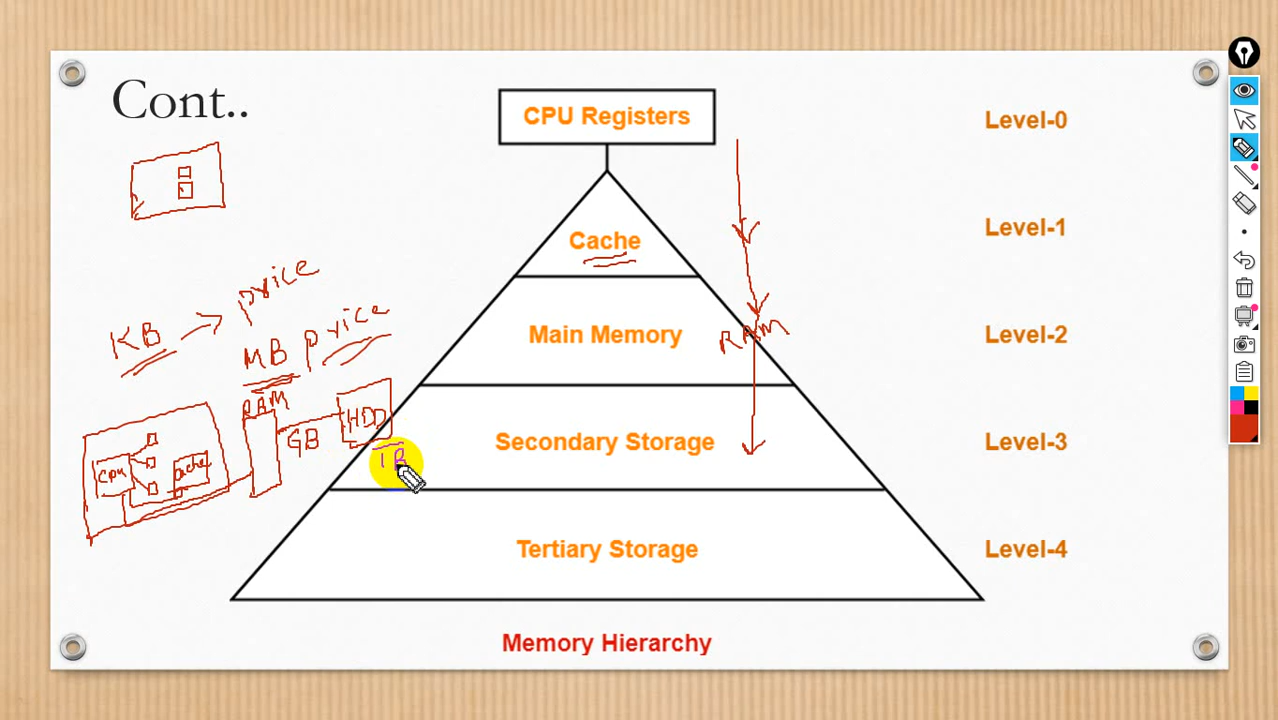 Cont..
CPU Registers
Level-0
Cache
Level-1
KB → price
MB price
Main Memory
RAM
Level-2
RAM
GB
HDD
TB
CPU
cache
Secondary Storage
Level-3
Tertiary Storage
Level-4
Memory Hierarchy